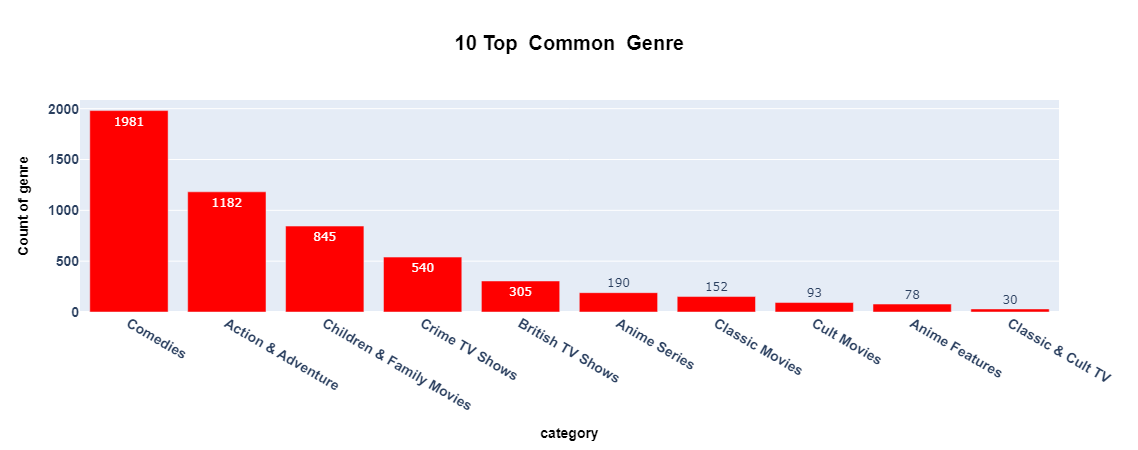 10 Top  Common  Genre
Count of genre
2000
1500
1000
500
0
1981
1182
845
540
305
190
152
93
78
30
Comedies
Action & Adventure
Children & Family Movies
Crime TV Shows
British TV Shows
Anime Series
Classic Movies
Cult Movies
Anime Features
Classic & Cult TV
category